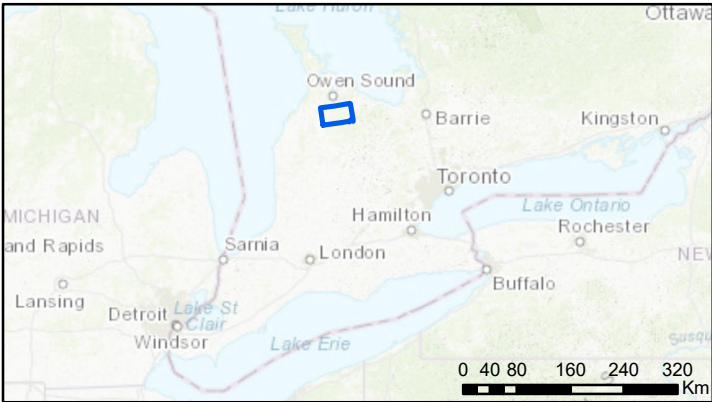 Lake Huron
Ottawa
Owen Sound
Barrie
Kingston
Toronto
MICHIGAN
Hamilton
Lake Ontario
Rochester
and Rapids
Sarnia
London
NEW
Buffalo
Lansing
Detroit
Lake St
Clair
Windsor
Lake Erie
Susq
0 40 80 160 240 320
Km